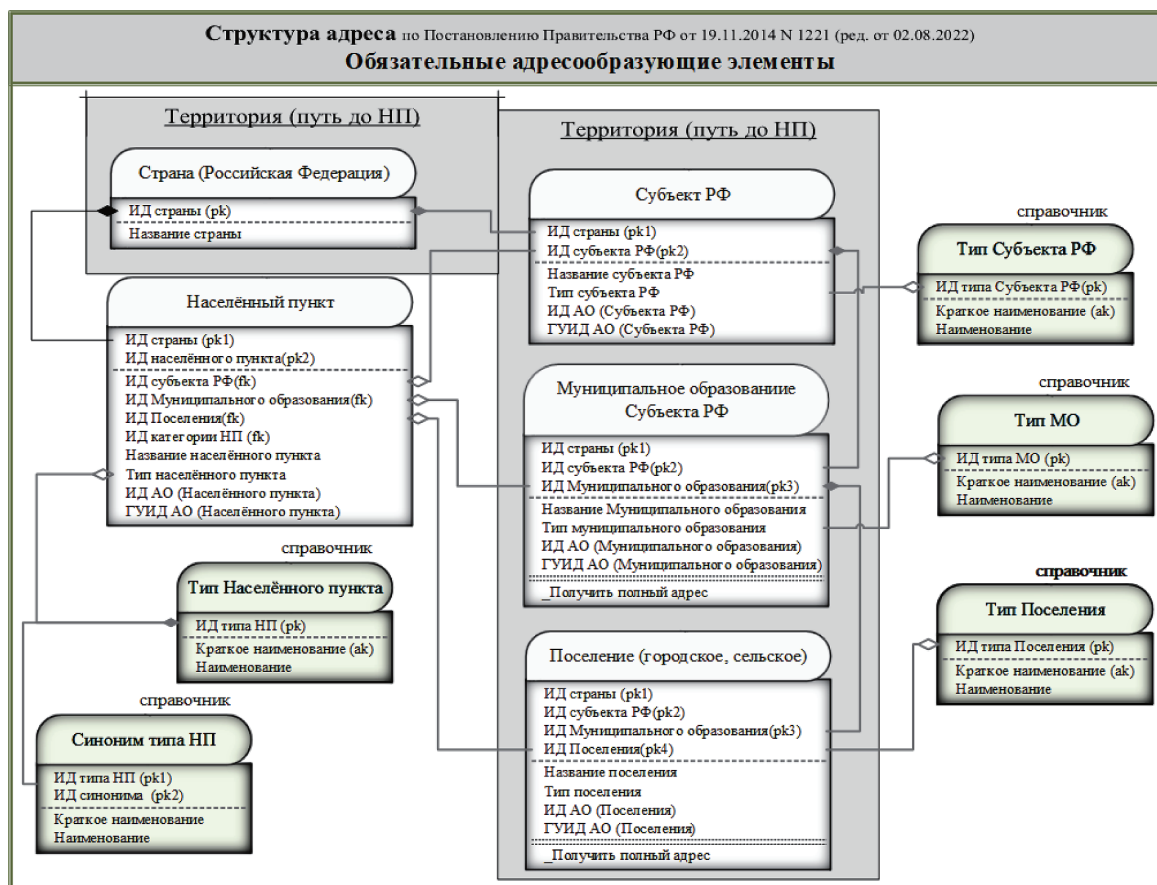 Структура адреса по Постановлению Правительства РФ от 19.11.2014 N 1221 (ред. от 02.08.2022)
Обязательные адресообразующие элементы
Территория (путь до НП)
Страна (Российская Федерация)
ИД страны (pk)
Название страны
Населённый пункт
ИД страны (pk1)
ИД населённого пункта(pk2)
ИД субъекта РФ(fk)
ИД Муниципального образования(fk)
ИД Поселения(fk)
ИД категории НП (fk)
Название населённого пункта
Тип населённого пункта
ИД АО (Населённого пункта)
ГУИД АО (Населённого пункта)
справочник
Тип Населённого пункта
ИД типа НП (pk)
Краткое наименование (ak)
Наименование
справочник
Синоним типа НП
ИД типа НП (pk1)
ИД синонима (pk2)
Краткое наименование
Наименование
Территория (путь до НП)
Субъект РФ
ИД страны (pk1)
ИД субъекта РФ(pk2)
Название субъекта РФ
Тип субъекта РФ
ИД АО (Субъекта РФ)
ГУИД АО (Субъекта РФ)
Муниципальное образованиие
Субъекта РФ
ИД страны (pk1)
ИД субъекта РФ(pk2)
ИД Муниципального образования(pk3)
Название Муниципального образования
Тип муниципального образования
ИД АО (Муниципального образования)
ГУИД АО (Муниципального образования)
_Получить полный адрес
Поселение (городское, сельское)
ИД страны (pk1)
ИД субъекта РФ(pk2)
ИД Муниципального образования(pk3)
ИД Поселения(pk4)
Название поселения
Тип поселения
ИД АО (Поселения)
ГУИД АО (Поселения)
_Получить полный адрес
справочник
Тип Субъекта РФ
ИД типа Субъекта РФ(pk)
Краткое наименование (ak)
Наименование
справочник
Тип МО
ИД типа МО (pk)
Краткое наименование (ak)
Наименование
справочник
Тип Поселения
ИД типа Поселения (pk)
Краткое наименование (ak)
Наименование